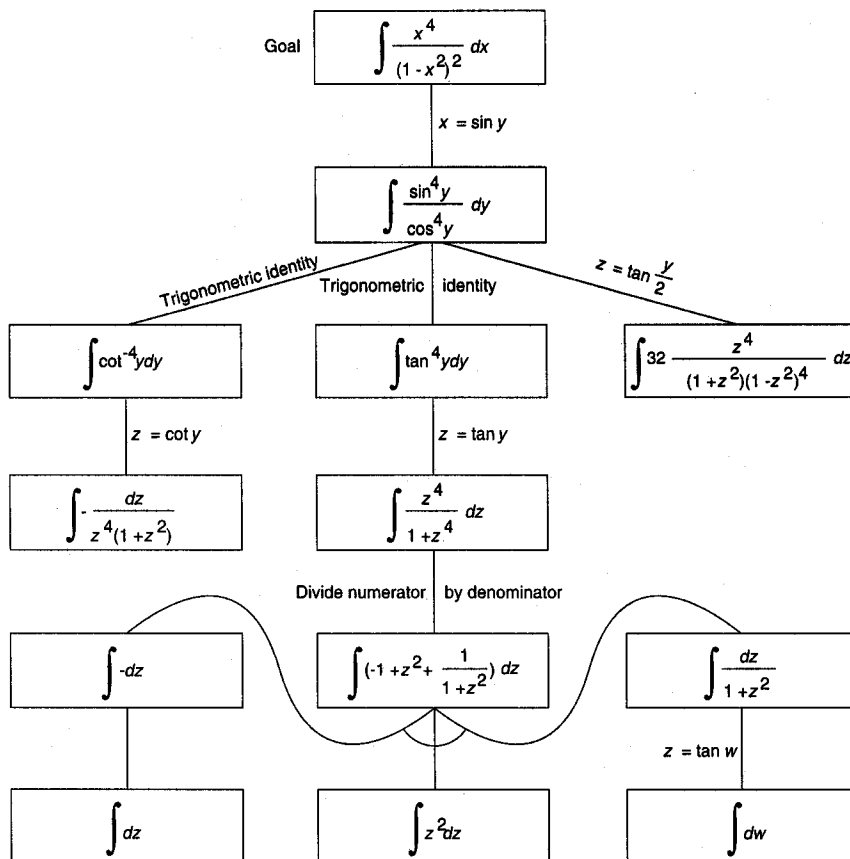 Goal ∫ x^4 / (1 - x^2)^2 dx
x = sin y
∫ sin^4 y / cos^4 y dy
Trigonometric identity
Trigonometric identity
z = tan y/2
∫ cot^-4 ydy
∫ tan^4 ydy
∫ 32 z^4 / (1 + z^2)(1 - z^2)^4 dz
z = cot y
z = tan y
∫ - dz / z^4(1 + z^2)
∫ z^4 / 1 + z^4 dz
Divide numerator by denominator
∫ -dz
∫ (-1 + z^2 + 1 / 1 + z^2) dz
∫ dz / 1 + z^2
z = tan w
∫ dz
∫ z^2 dz
∫ dw